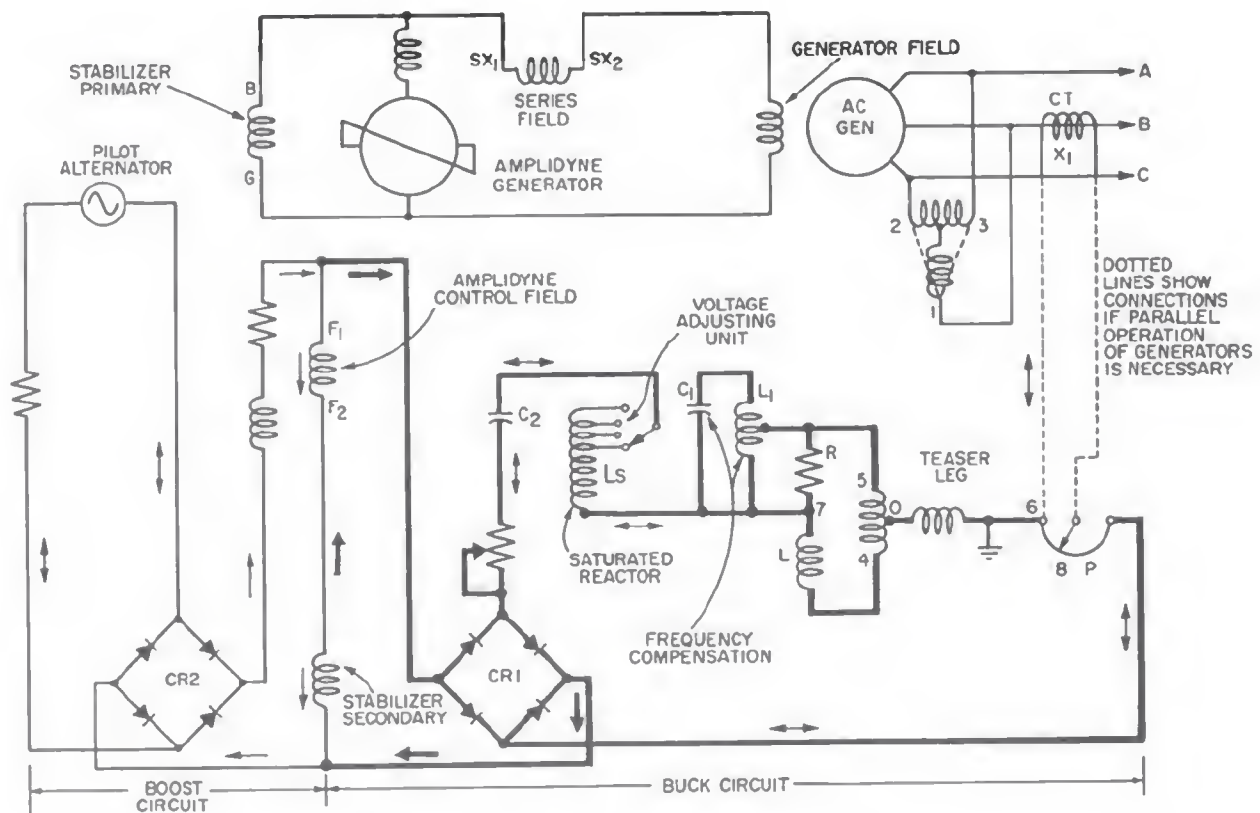 STABILIZER
PRIMARY
B
G
SX1
SX2
SERIES
FIELD
AMPLIDYNE
GENERATOR
GENERATOR FIELD
AC
GEN
A
CT
B
X1
C
2
3
1
PILOT
ALTERNATOR
AMPLIDYNE
CONTROL FIELD
F1
F2
VOLTAGE
ADJUSTING
UNIT
DOTTED
LINES SHOW
CONNECTIONS
IF PARALLEL
OPERATION
OF GENERATORS
IS NECESSARY
C2
LS
C1
L1
R
5
O
4
7
L
TEASER
LEG
6
8
P
SATURATED
REACTOR
FREQUENCY
COMPENSATION
CR2
CR1
STABILIZER
SECONDARY
BOOST
CIRCUIT
BUCK CIRCUIT